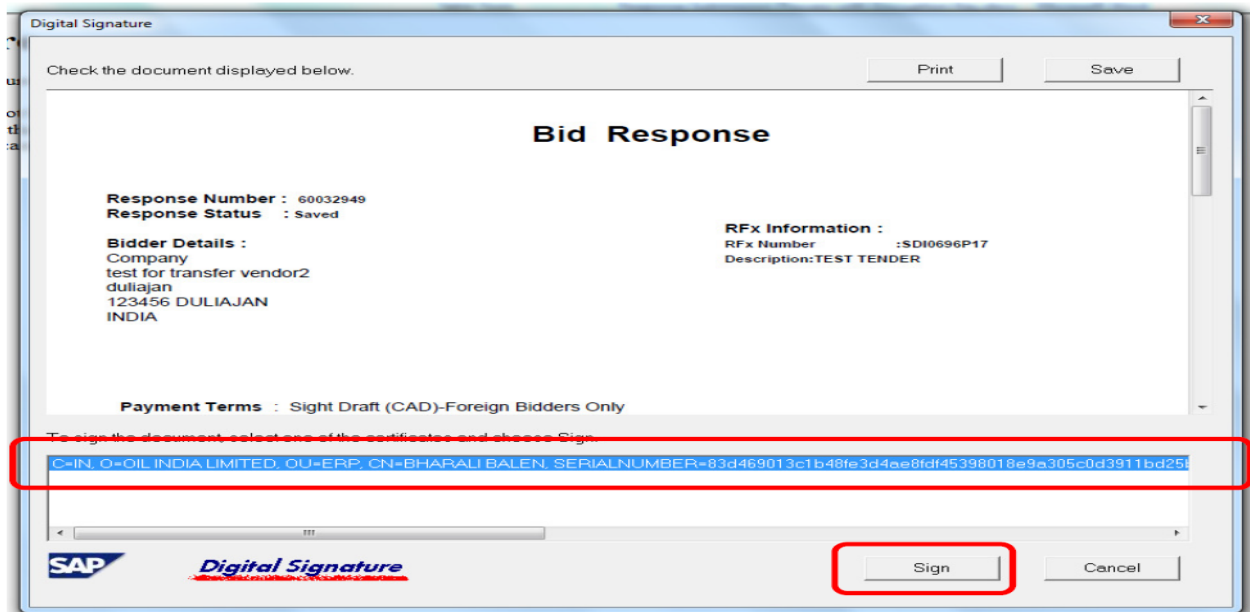 Digital Signature
Check the document displayed below.
Print
Save
Bid Response
Response Number : 60032949
Response Status : Saved
Bidder Details :
Company
test for transfer vendor2
duliajan
123456 DULIAJAN
INDIA
RFx Information :
RFx Number :SDI0696P17
Description:TEST TENDER
Payment Terms : Sight Draft (CAD)-Foreign Bidders Only
To sign the document, select one of the certificates and choose Sign.
C=IN, O=OIL INDIA LIMITED, OU=ERP, CN=BHARALI BALEN, SERIALNUMBER=83d469013c1b48fe3d4ae8fdf45398018e9a305c0d3911bd25
SAP
Digital Signature
Sign
Cancel